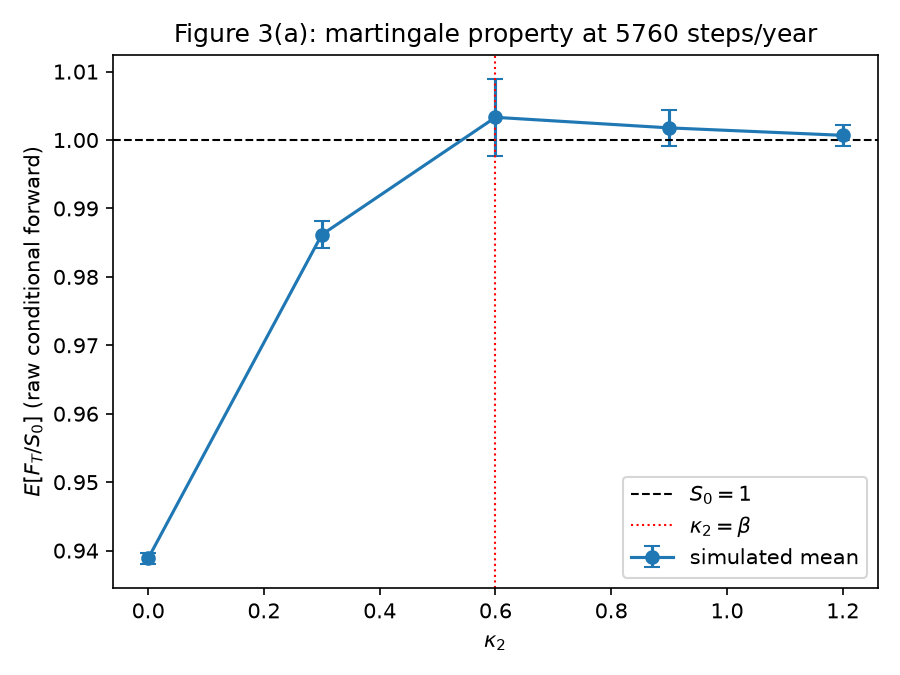 Figure 3(a): martingale property at 5760 steps/year
E[F_T/S_0] (raw conditional forward)
1.01
1.00
0.99
0.98
0.97
0.96
0.95
0.94
S_0 = 1
κ_2 = β
simulated mean
0.0 0.2 0.4 0.6 0.8 1.0 1.2
κ_2